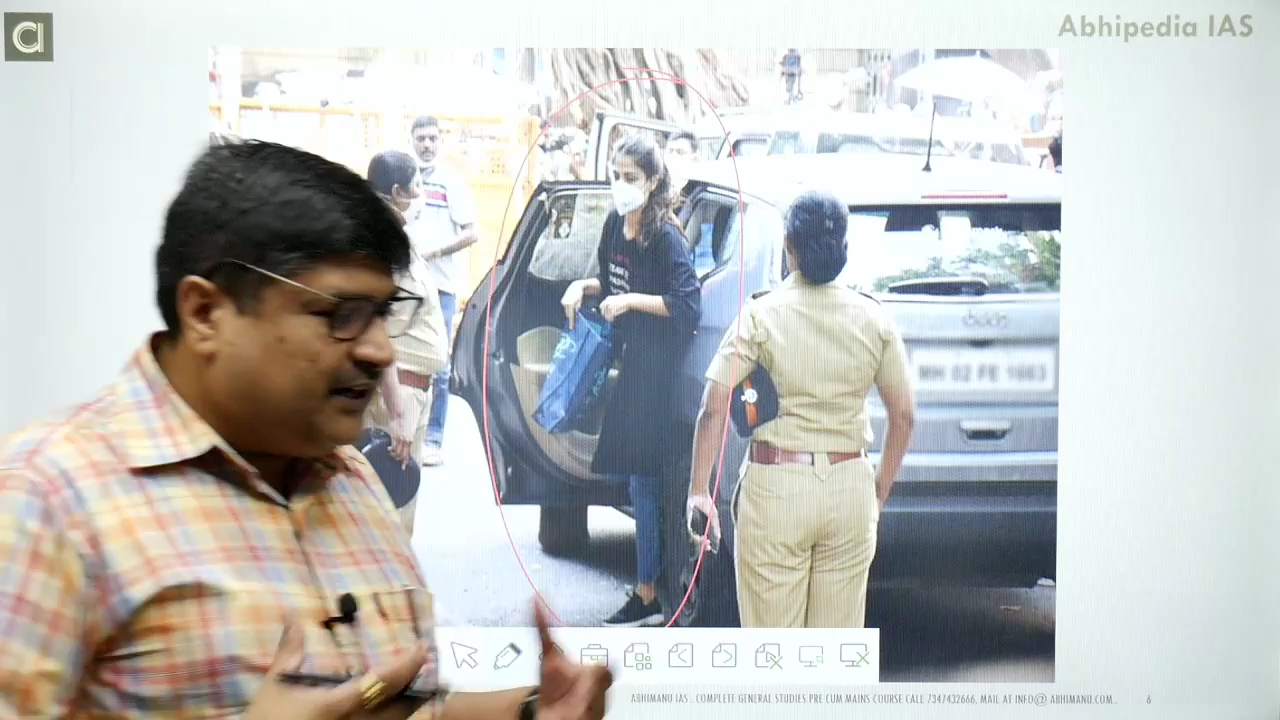 Abhipedia IAS
MH 02 FE 1663
ABHIMANU IAS . COMPLETE GENERAL STUDIES PRE CUM MAINS COURSE CALL 7347432666, MAIL AT INFO@ ABHIMANU.COM..
6